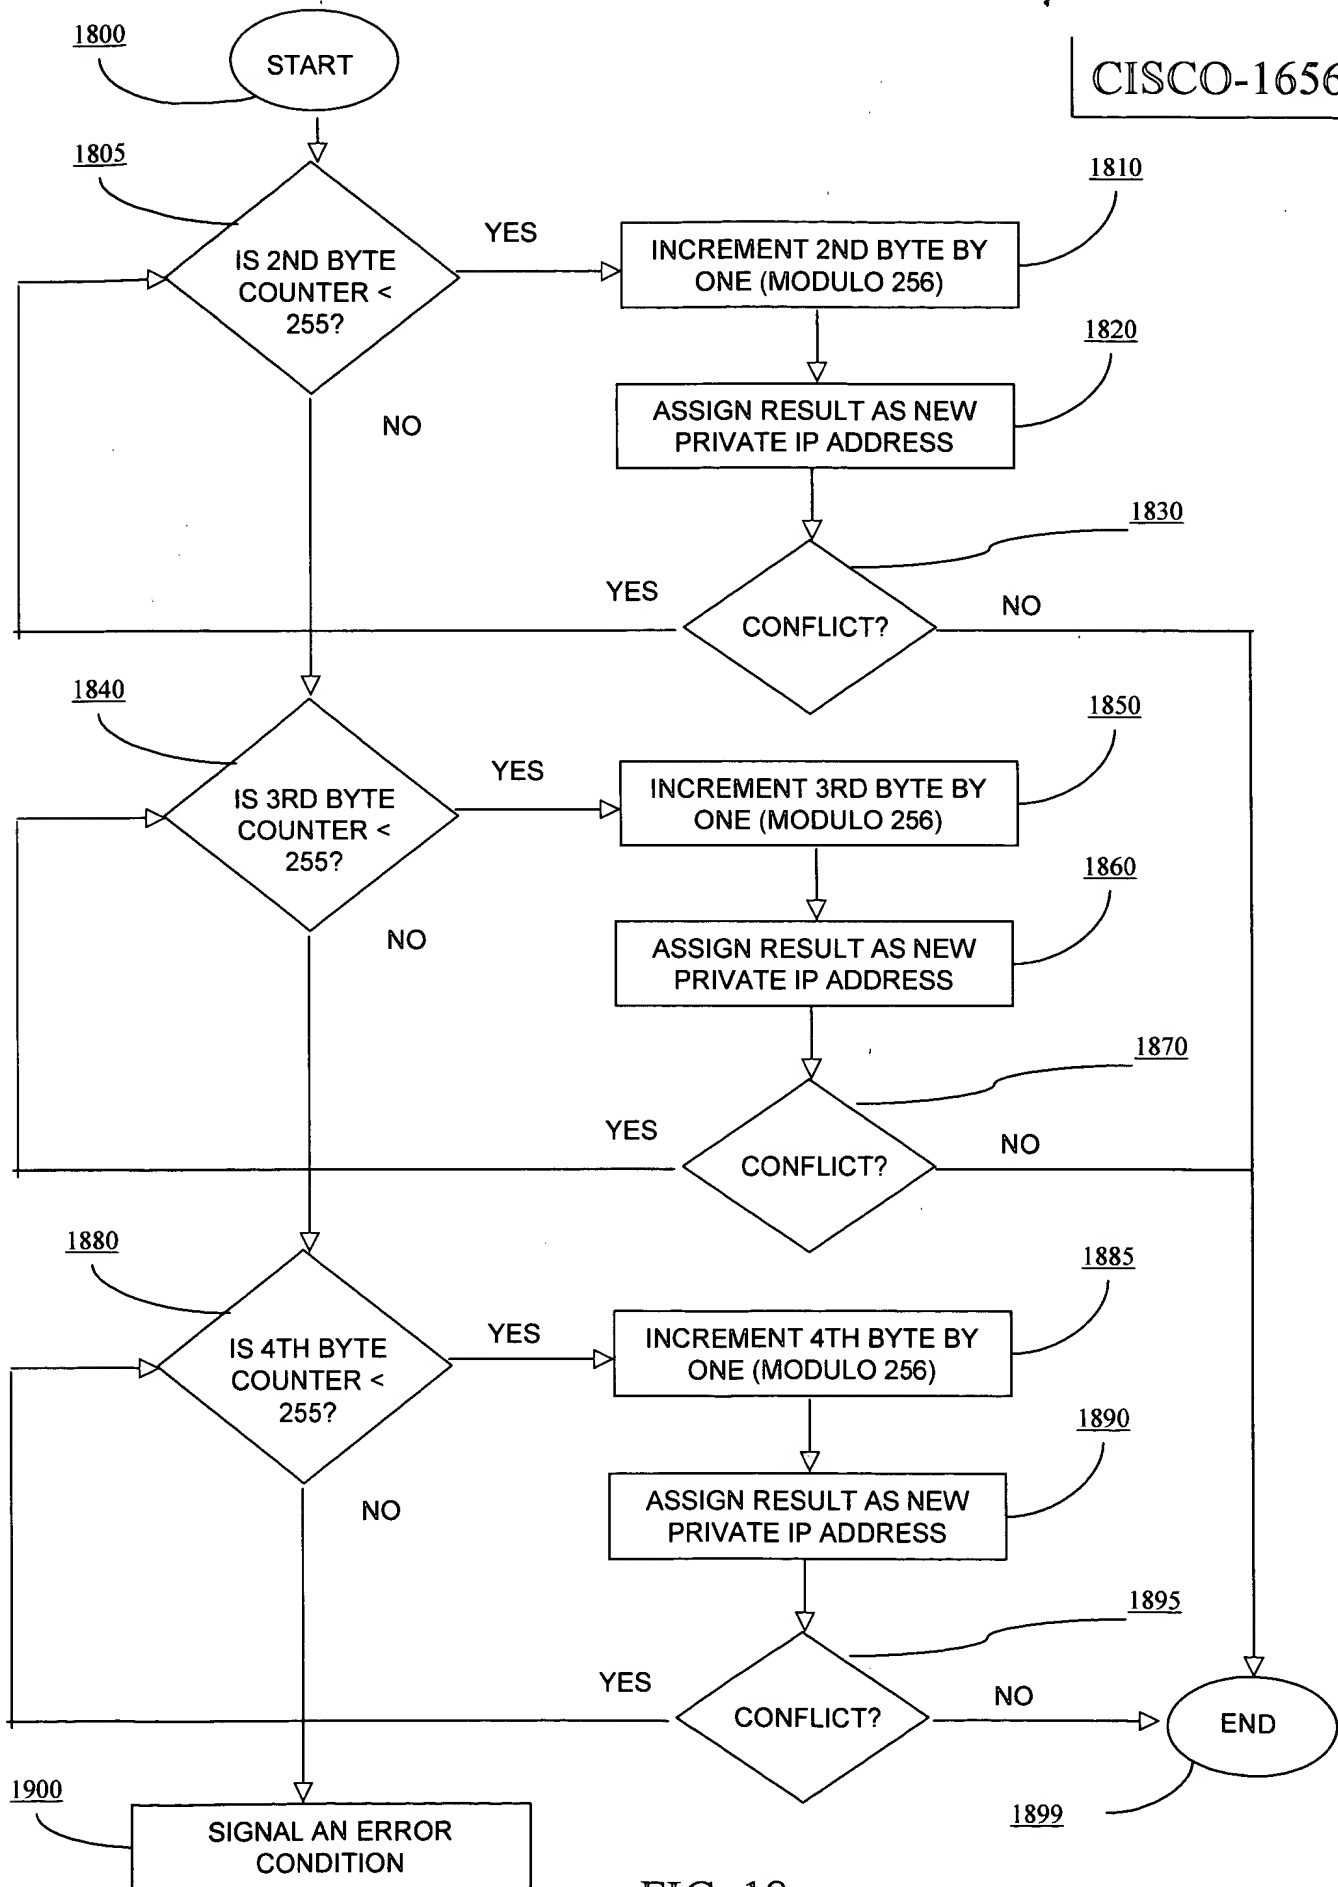 1800
START
CISCO-1656
1805
1810
IS 2ND BYTE
COUNTER <
255?
YES
INCREMENT 2ND BYTE BY
ONE (MODULO 256)
1820
NO
ASSIGN RESULT AS NEW
PRIVATE IP ADDRESS
1830
YES
CONFLICT?
NO
1840
1850
IS 3RD BYTE
COUNTER <
255?
YES
INCREMENT 3RD BYTE BY
ONE (MODULO 256)
1860
NO
ASSIGN RESULT AS NEW
PRIVATE IP ADDRESS
1870
YES
CONFLICT?
NO
1880
1885
IS 4TH BYTE
COUNTER <
255?
YES
INCREMENT 4TH BYTE BY
ONE (MODULO 256)
1890
NO
ASSIGN RESULT AS NEW
PRIVATE IP ADDRESS
1895
YES
CONFLICT?
NO
END
1899
1900
SIGNAL AN ERROR
CONDITION